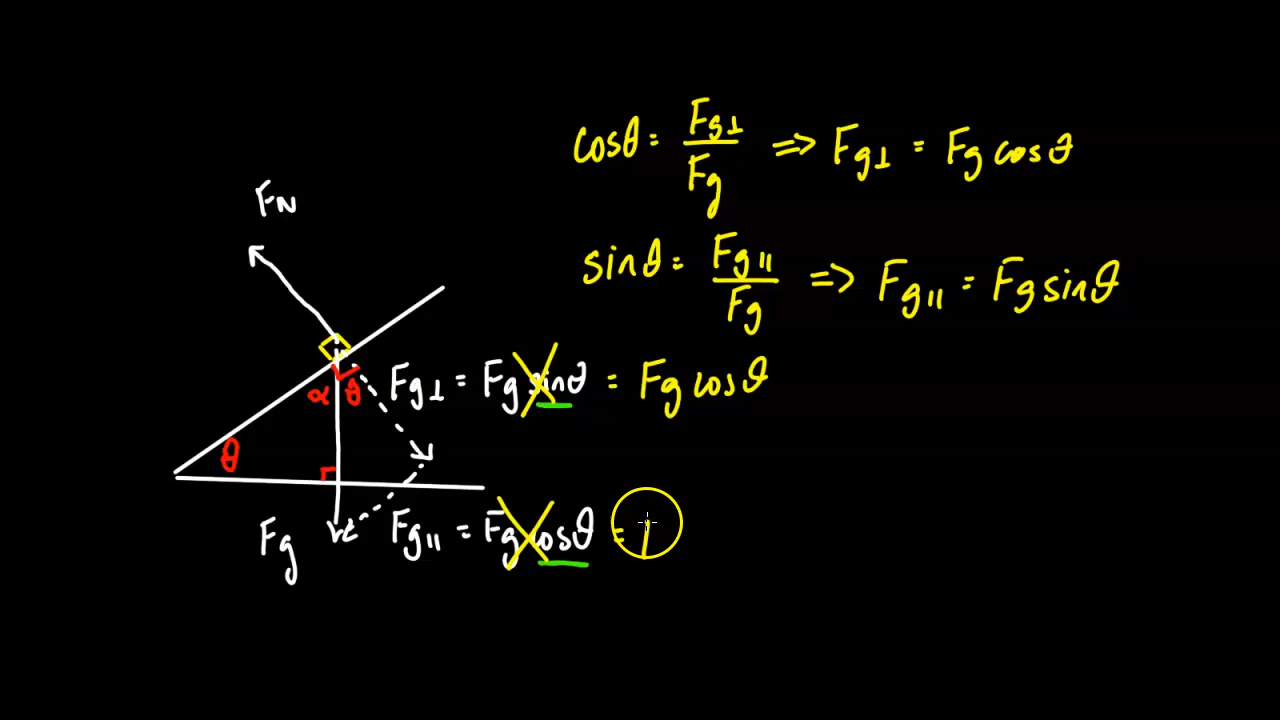 cosθ = Fg⊥ / Fg => Fg⊥ = Fg cosθ
sinθ = Fg∥ / Fg => Fg∥ = Fg sinθ
FN
Fg⊥ = Fg sinθ = Fg cosθ
α θ
θ
Fg
Fg∥ = Fg cosθ =